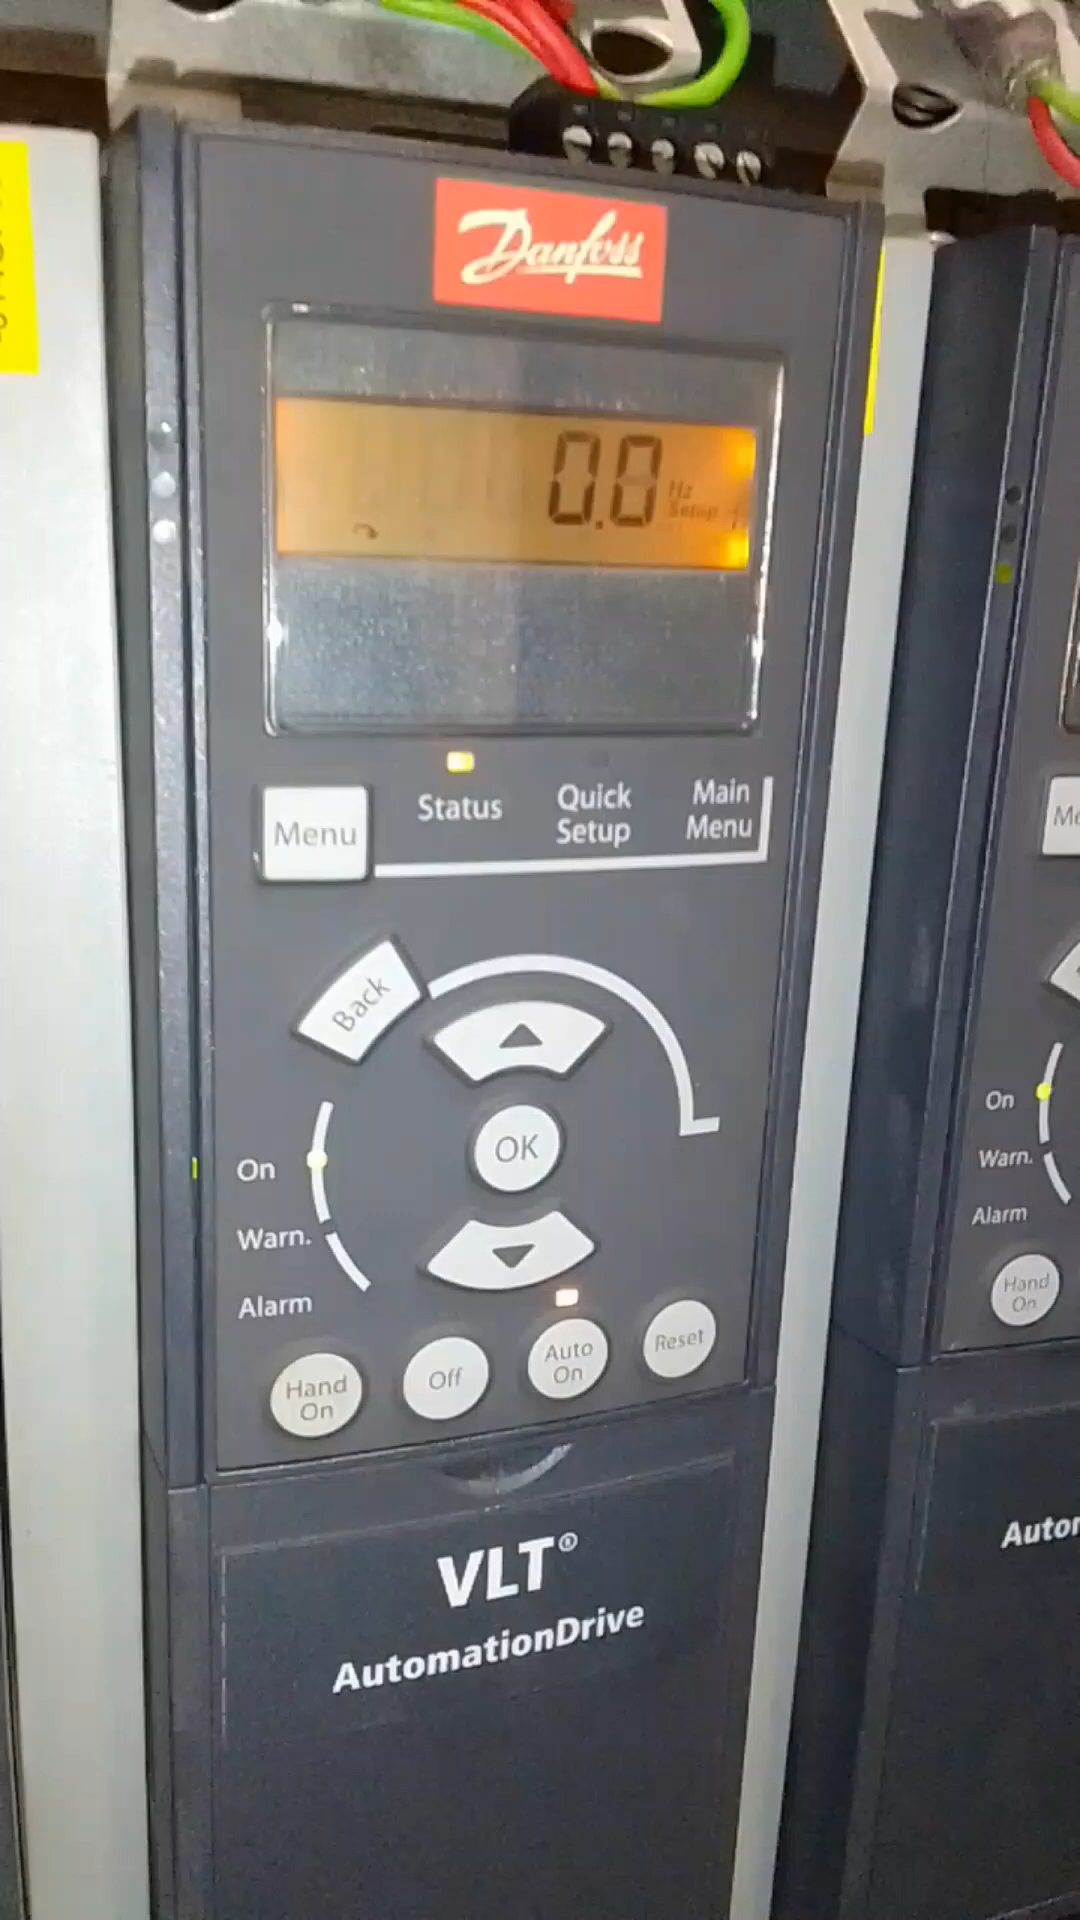 Danfoss
0.0
Hz
Setup 1
Menu
Status
Quick
Setup
Main
Menu
Back
OK
On
Warn.
Alarm
Hand
On
Off
Auto
On
Reset
VLT®
AutomationDrive
On
Warn.
Alarm
Hand
On